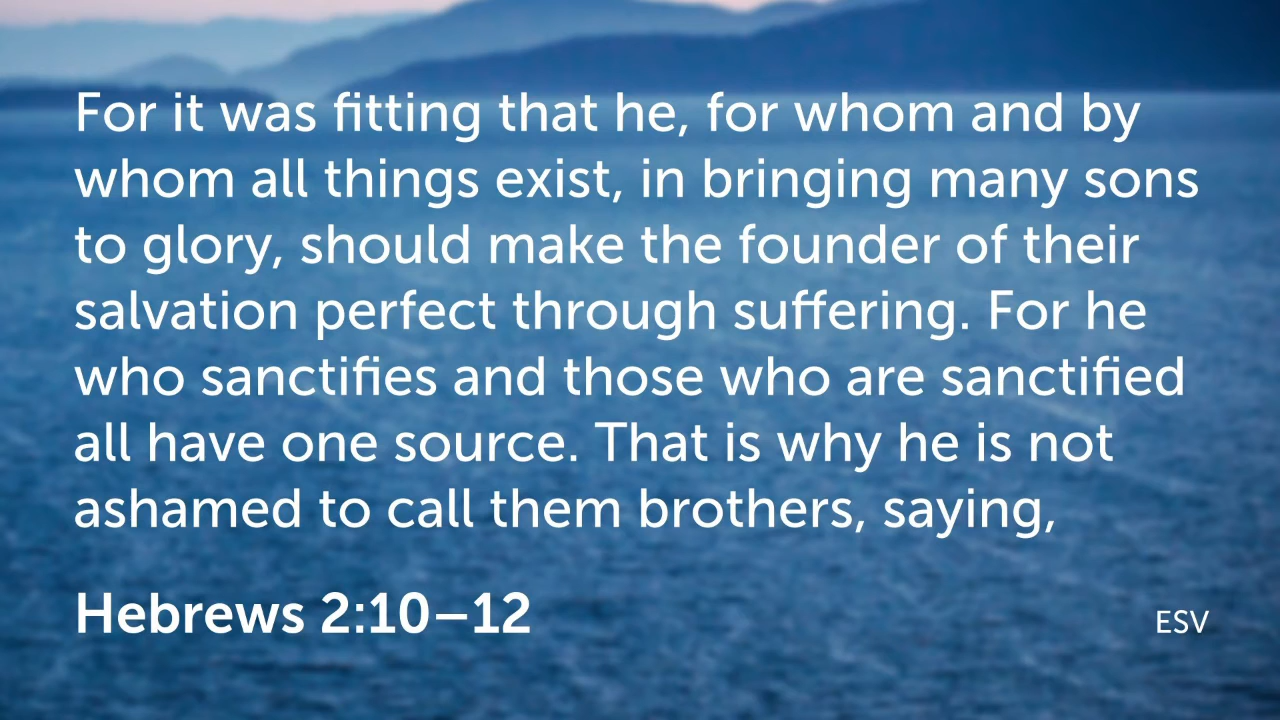 For it was fitting that he, for whom and by
whom all things exist, in bringing many sons
to glory, should make the founder of their
salvation perfect through suffering. For he
who sanctifies and those who are sanctified
all have one source. That is why he is not
ashamed to call them brothers, saying,
Hebrews 2:10–12
ESV